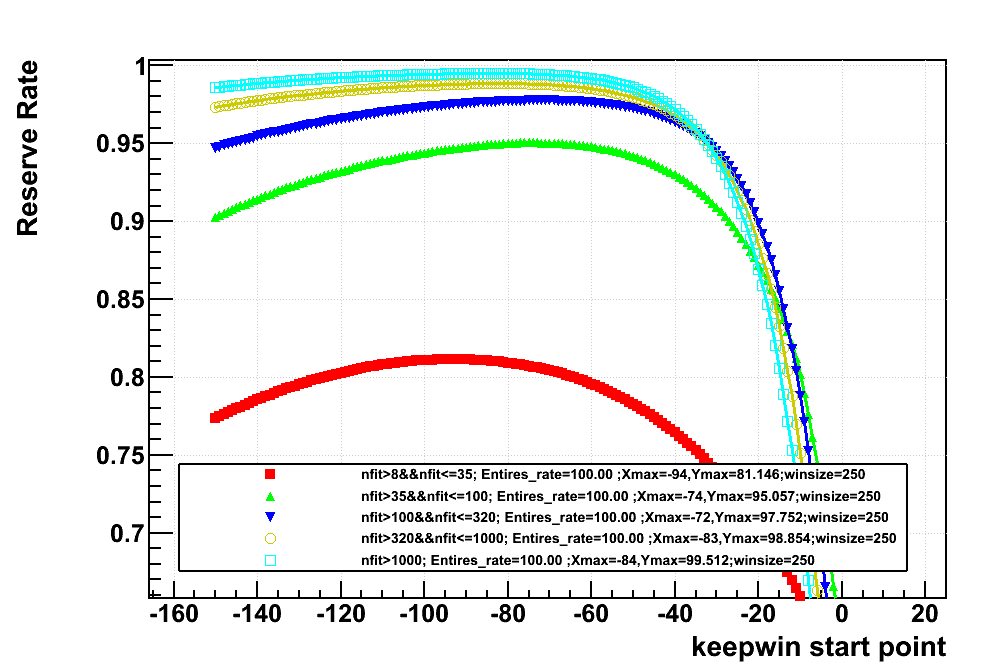 Reserve Rate
1
0.95
0.9
0.85
0.8
0.75
0.7
nfit>8&&nfit<=35; Entires_rate=100.00 ;Xmax=-94,Ymax=81.146;winsize=250
nfit>35&&nfit<=100; Entires_rate=100.00 ;Xmax=-74,Ymax=95.057;winsize=250
nfit>100&&nfit<=320; Entires_rate=100.00 ;Xmax=-72,Ymax=97.752;winsize=250
nfit>320&&nfit<=1000; Entires_rate=100.00 ;Xmax=-83,Ymax=98.854;winsize=250
nfit>1000; Entires_rate=100.00 ;Xmax=-84,Ymax=99.512;winsize=250
-160 -140 -120 -100 -80 -60 -40 -20 0 20
keepwin start point